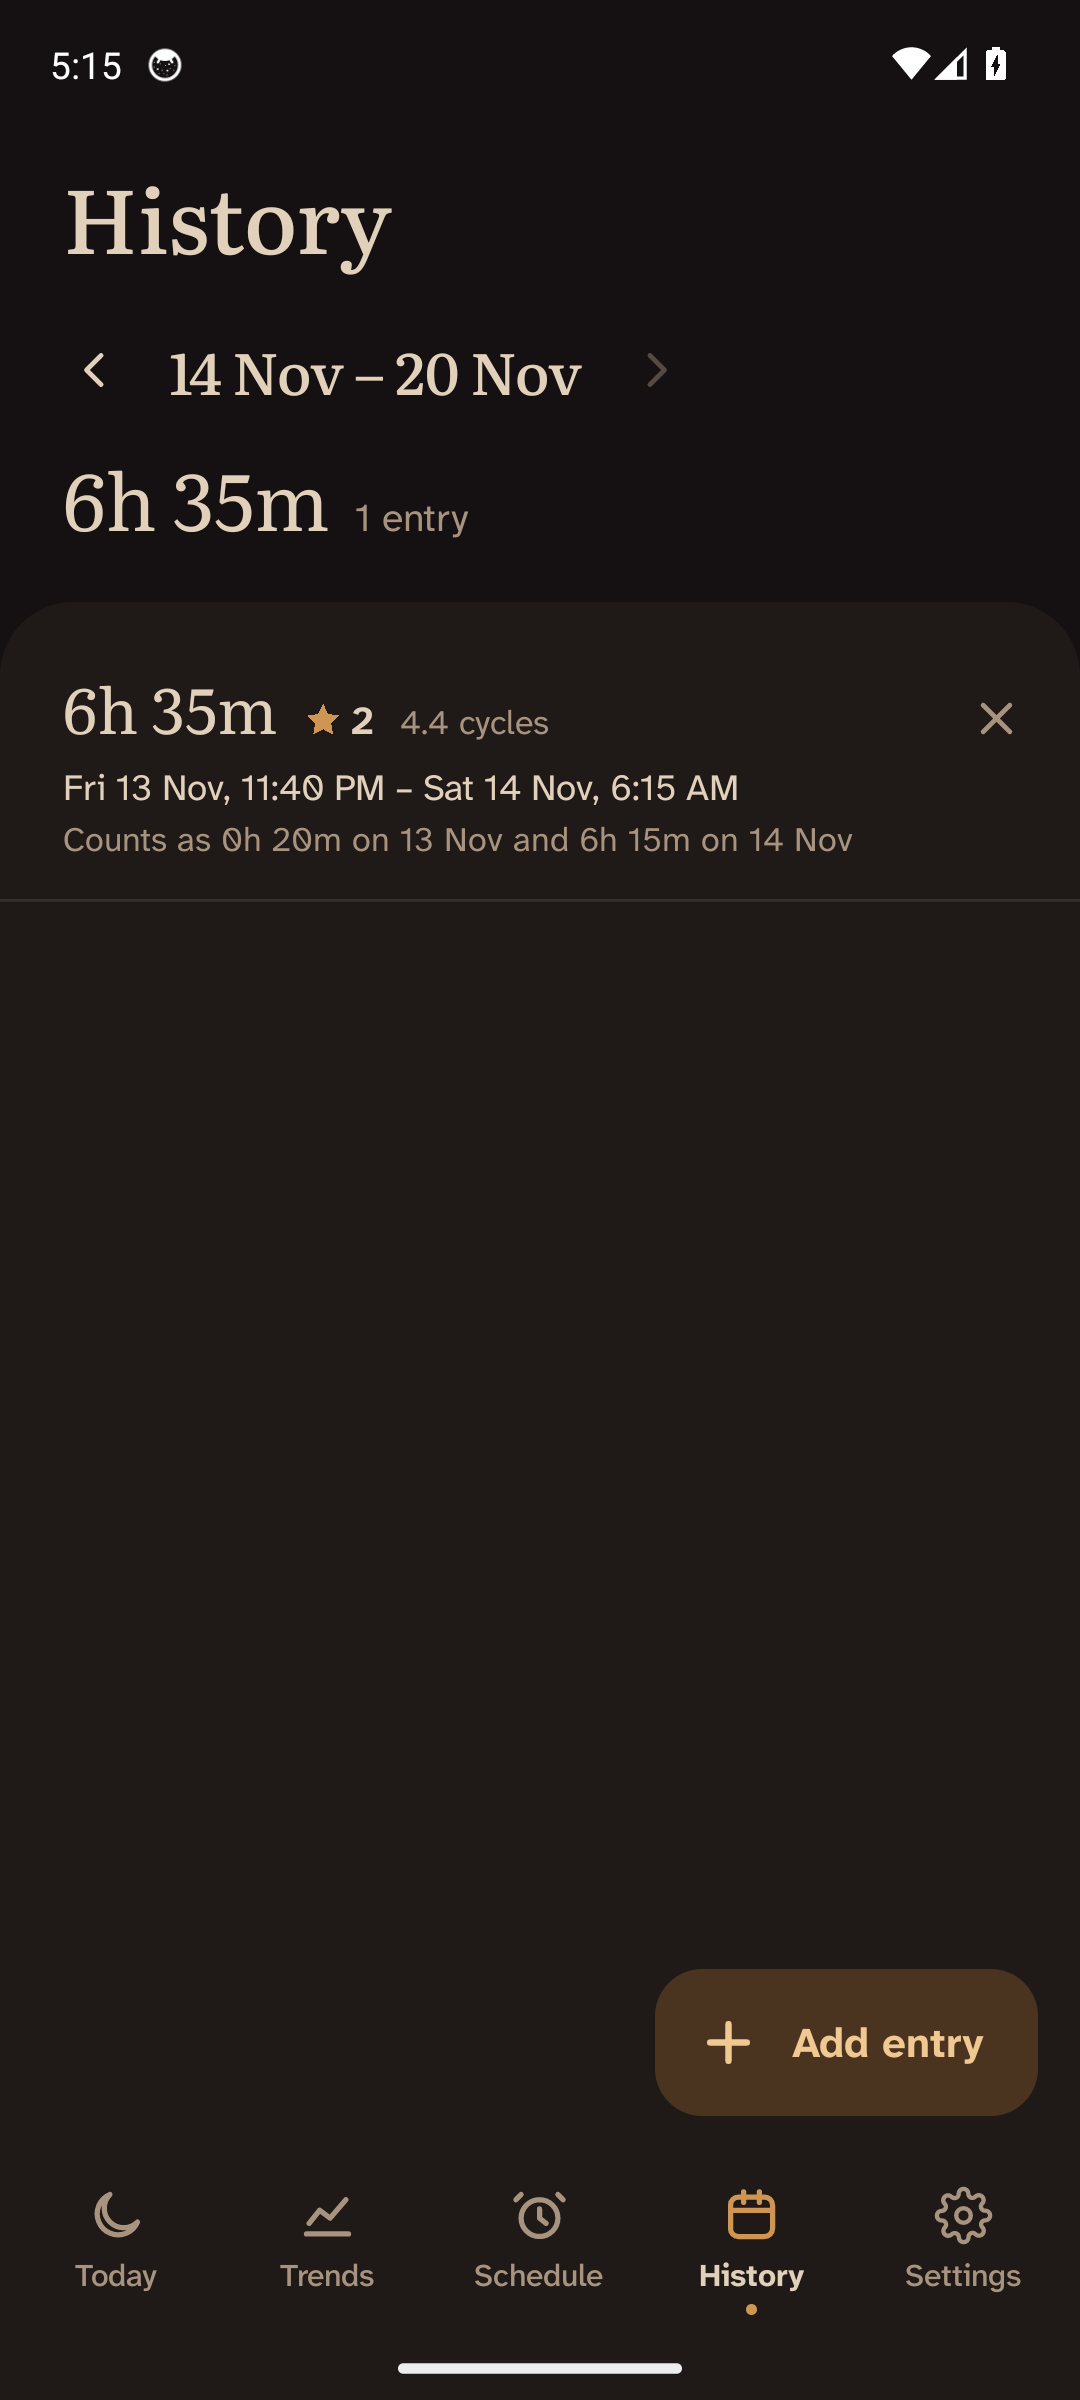 5:15
History
14 Nov – 20 Nov
6h 35m 1 entry
6h 35m 2 4.4 cycles
Fri 13 Nov, 11:40 PM – Sat 14 Nov, 6:15 AM
Counts as 0h 20m on 13 Nov and 6h 15m on 14 Nov
Add entry
Today Trends Schedule History Settings